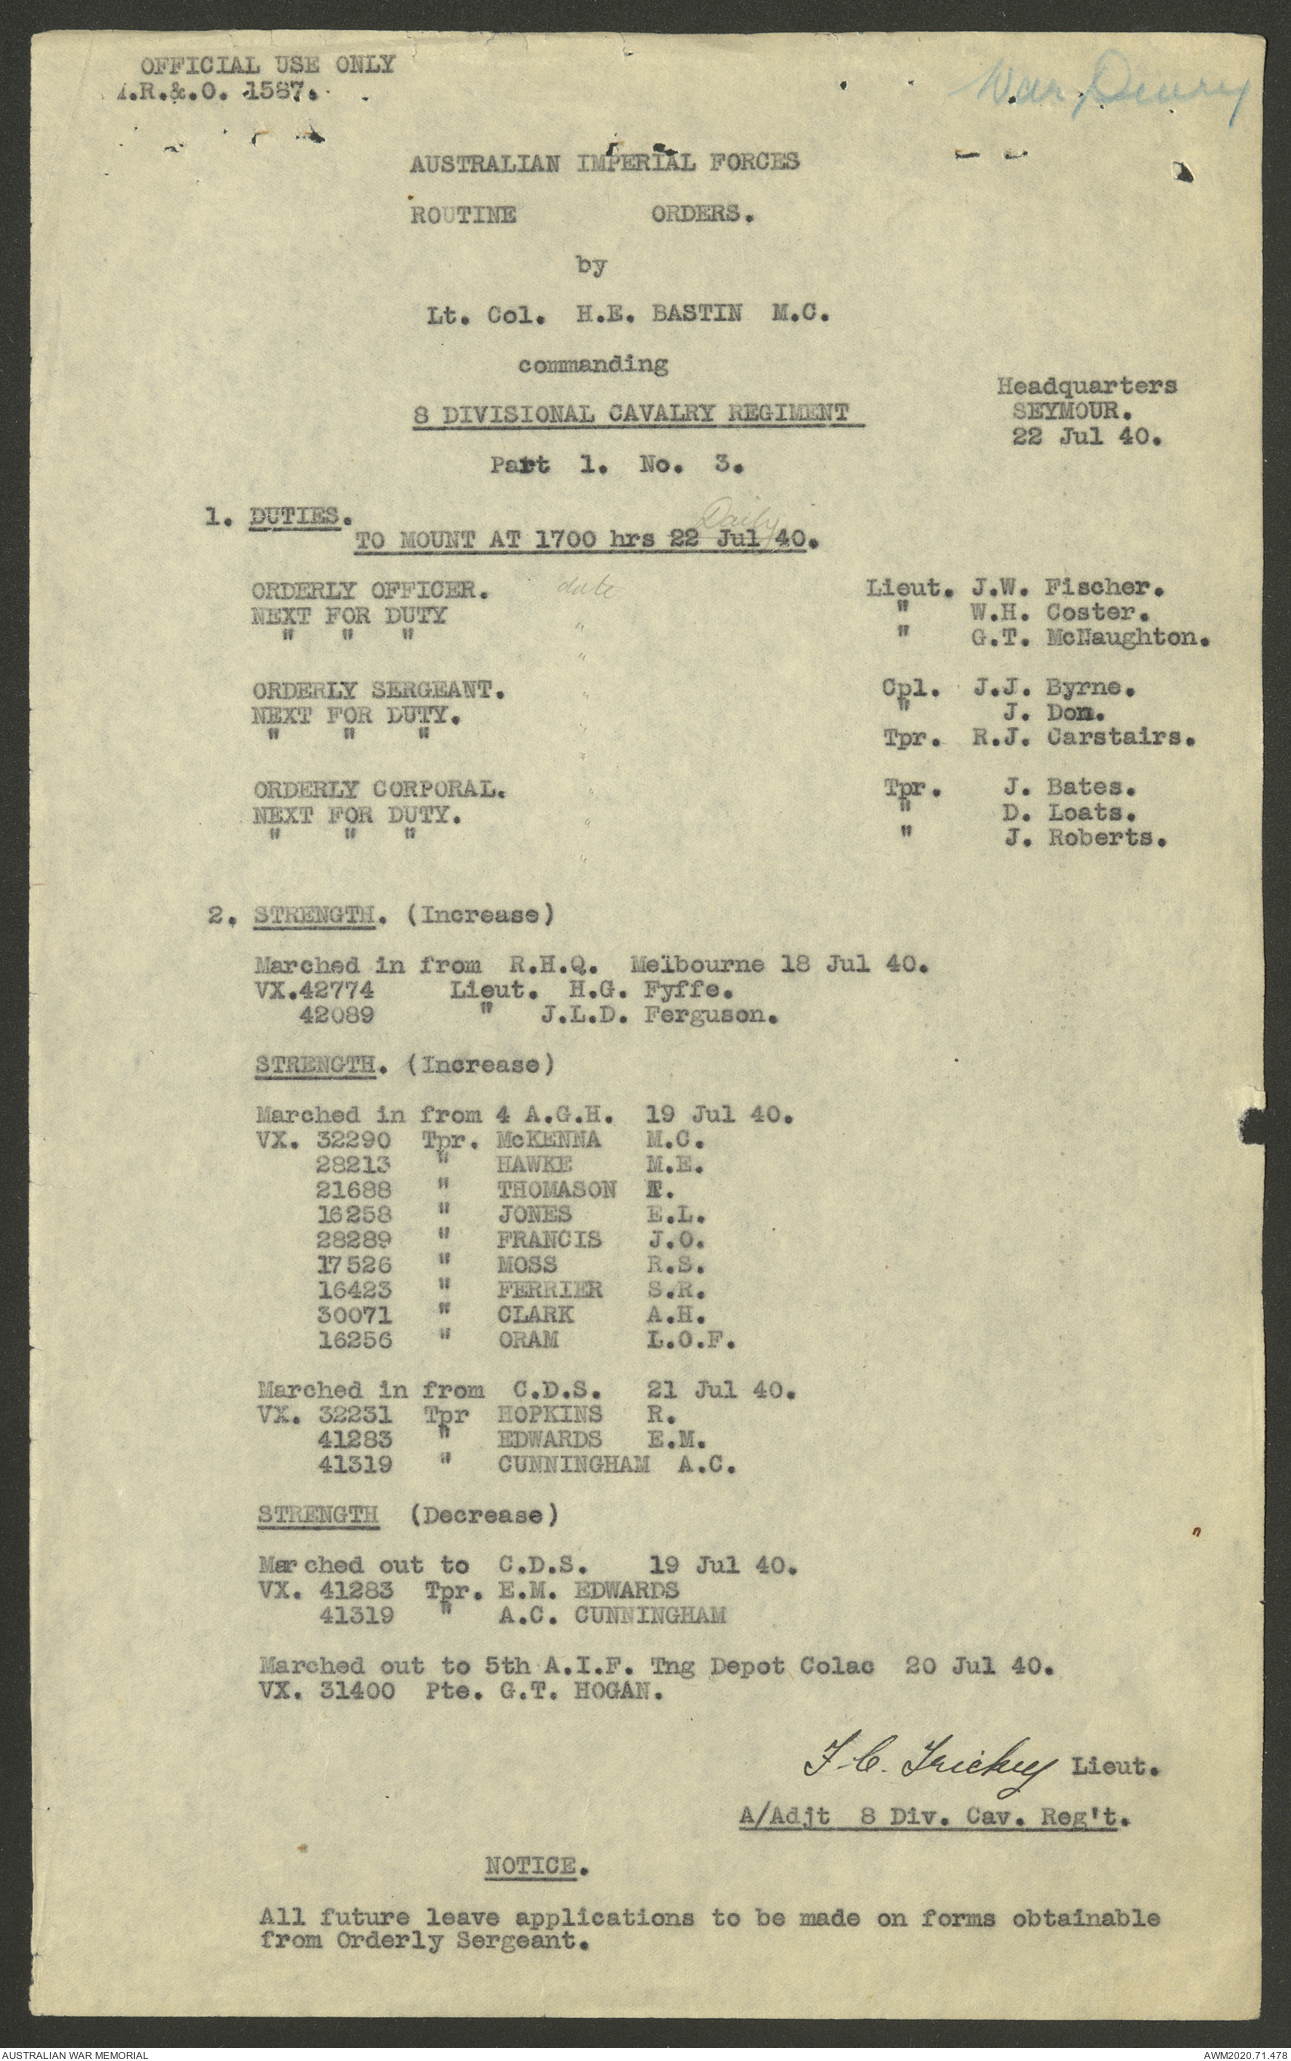 OFFICIAL USE ONLY
.R.&.O. 1587.
War Diary
AUSTRALIAN IMPERIAL FORCES
ROUTINE ORDERS.
by
Lt. Col. H.E. BASTIN M.C.
commanding
8 DIVISIONAL CAVALRY REGIMENT
Headquarters
SEYMOUR.
22 Jul 40.
Part 1. No. 3.
1. DUTIES.
Daily
TO MOUNT AT 1700 hrs 22 Jul 40.
ORDERLY OFFICER. date Lieut. J.W. Fischer.
NEXT FOR DUTY " " W.H. Coster.
" " " " " G.T. McNaughton.
ORDERLY SERGEANT. " Cpl. J.J. Byrne.
NEXT FOR DUTY. " " J. Don.
" " " " Tpr. R.J. Carstairs.
ORDERLY CORPORAL. " Tpr. J. Bates.
NEXT FOR DUTY. " " D. Loats.
" " " " " J. Roberts.
2. STRENGTH. (Increase)
Marched in from R.H.Q. Melbourne 18 Jul 40.
VX.42774 Lieut. H.G. Fyffe.
42089 " J.L.D. Ferguson.
STRENGTH. (Increase)
Marched in from 4 A.G.H. 19 Jul 40.
VX. 32290 Tpr. McKENNA M.C.
28213 " HAWKE M.E.
21688 " THOMASON T.
16258 " JONES E.L.
28289 " FRANCIS J.O.
17526 " MOSS R.S.
16423 " FERRIER S.R.
30071 " CLARK A.H.
16256 " ORAM L.O.F.
Marched in from C.D.S. 21 Jul 40.
VX. 32231 Tpr HOPKINS R.
41283 " EDWARDS E.M.
41319 " CUNNINGHAM A.C.
STRENGTH (Decrease)
Marched out to C.D.S. 19 Jul 40.
VX. 41283 Tpr. E.M. EDWARDS
41319 " A.C. CUNNINGHAM
Marched out to 5th A.I.F. Tng Depot Colac 20 Jul 40.
VX. 31400 Pte. G.T. HOGAN.
F.C. Trickey Lieut.
A/Adjt 8 Div. Cav. Reg't.
NOTICE.
All future leave applications to be made on forms obtainable
from Orderly Sergeant.
AUSTRALIAN WAR MEMORIAL
AWM2020.71.478